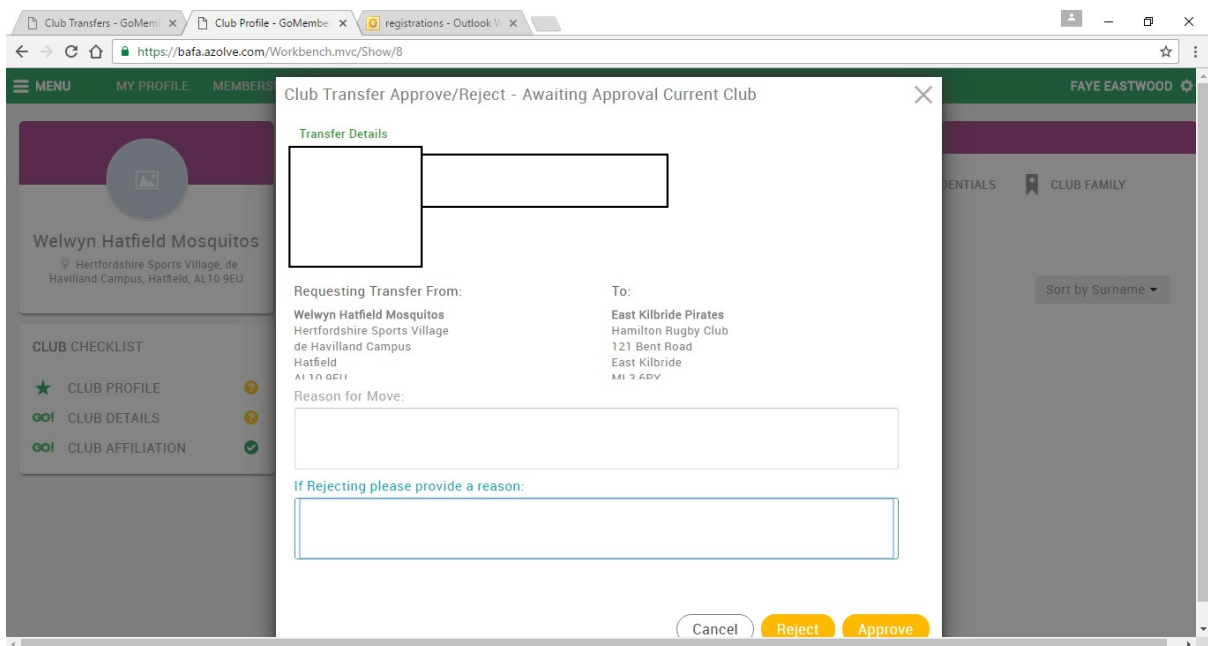 Club Transfers - GoMem
Club Profile - GoMember
registrations - Outlook W
https://bafa.azolve.com/Workbench.mvc/Show/8
MENU MY PROFILE MEMBERS FAYE EASTWOOD
Club Transfer Approve/Reject - Awaiting Approval Current Club
Transfer Details
DENTIALS CLUB FAMILY
Welwyn Hatfield Mosquitos
Hertfordshire Sports Village, de
Havilland Campus, Hatfield, AL10 9EU
Sort by Surname
CLUB CHECKLIST
CLUB PROFILE ?
GO! CLUB DETAILS ?
GO! CLUB AFFILIATION
Requesting Transfer From:
Welwyn Hatfield Mosquitos
Hertfordshire Sports Village
de Havilland Campus
Hatfield
AL10 9EU
To:
East Kilbride Pirates
Hamilton Rugby Club
121 Bent Road
East Kilbride
ML3 6PY
Reason for Move:
If Rejecting please provide a reason:
Cancel Reject Approve